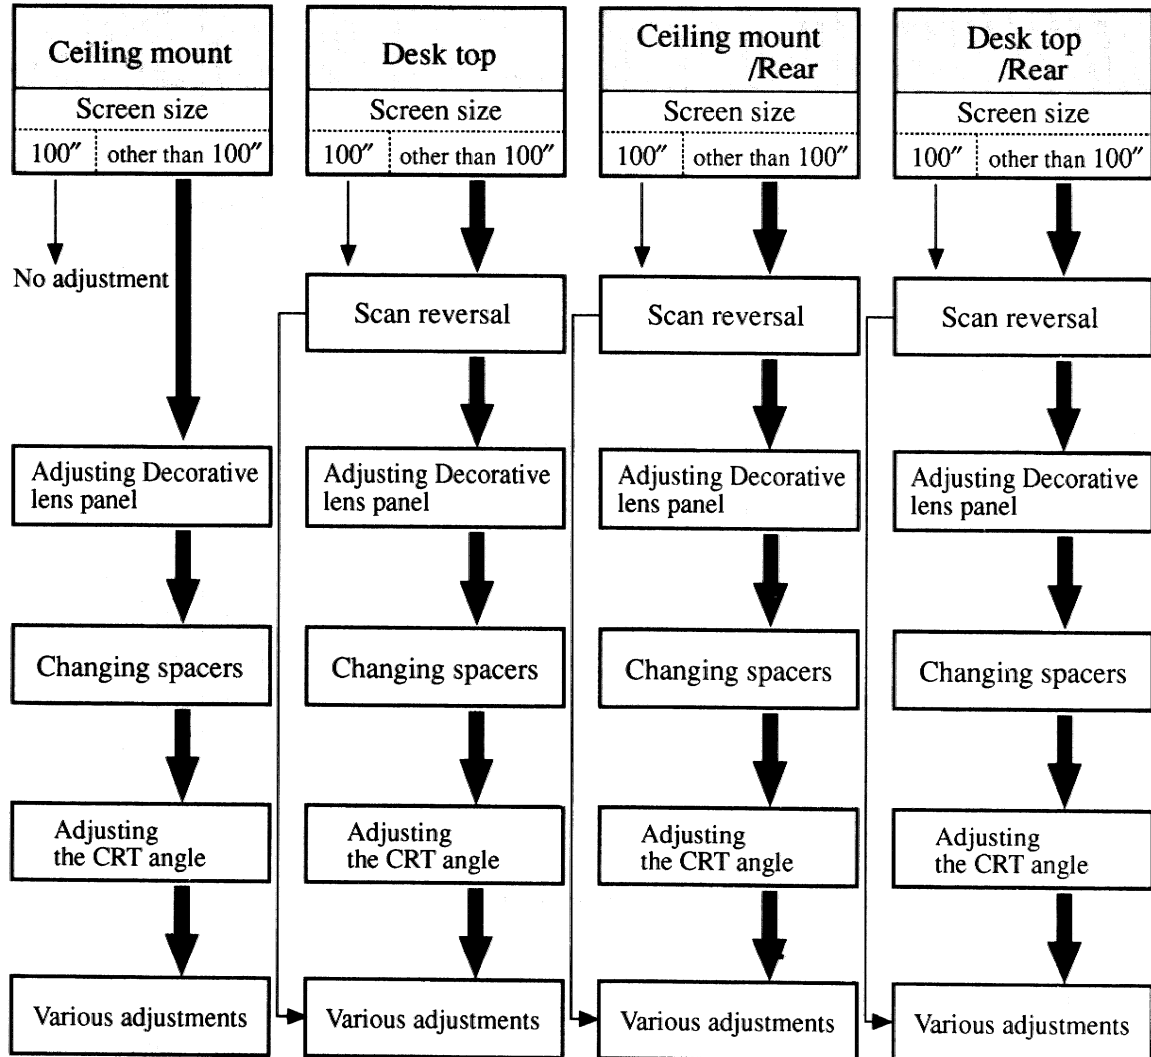 Ceiling mount
Screen size
100″ other than 100″
No adjustment
Adjusting Decorative
lens panel
Changing spacers
Adjusting
the CRT angle
Various adjustments
Desk top
Screen size
100″ other than 100″
Scan reversal
Adjusting Decorative
lens panel
Changing spacers
Adjusting
the CRT angle
Various adjustments
Ceiling mount
/Rear
Screen size
100″ other than 100″
Scan reversal
Adjusting Decorative
lens panel
Changing spacers
Adjusting
the CRT angle
Various adjustments
Desk top
/Rear
Screen size
100″ other than 100″
Scan reversal
Adjusting Decorative
lens panel
Changing spacers
Adjusting
the CRT angle
Various adjustments